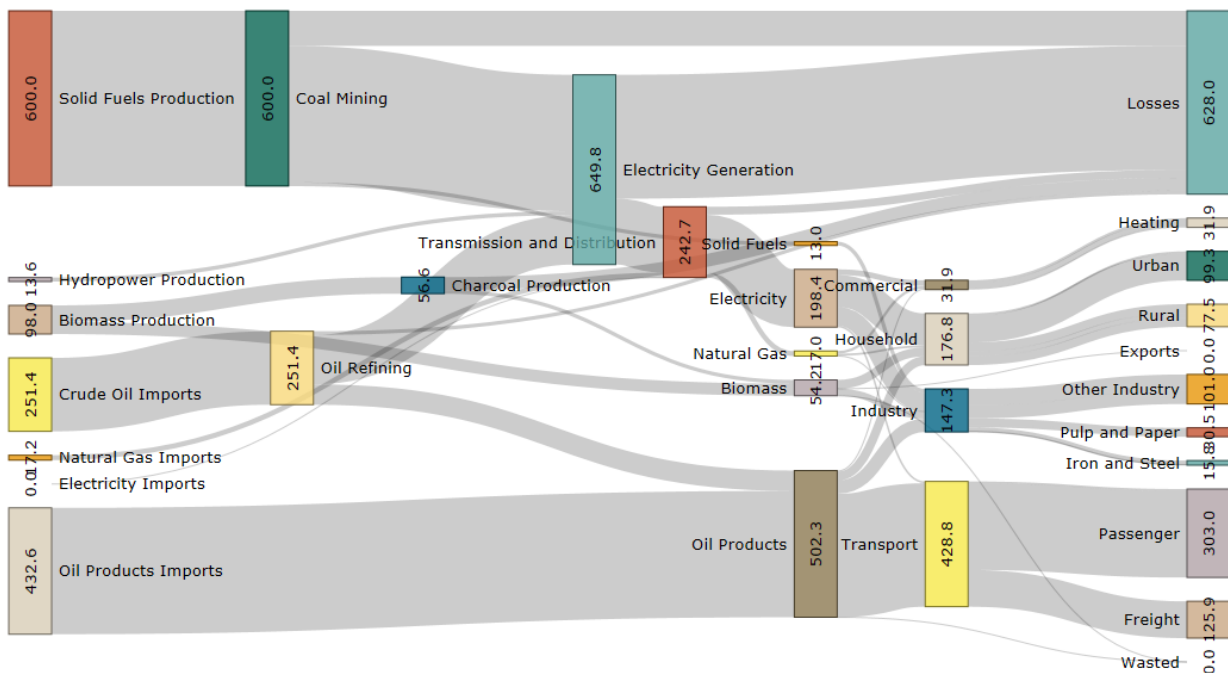 600.0
Solid Fuels Production
600.0
Coal Mining
649.8
Electricity Generation
628.0
Losses
13.6
Hydropower Production
98.0
Biomass Production
56.6
Charcoal Production
242.7
Transmission and Distribution
13.0
Solid Fuels
198.4
Electricity
17.0
Natural Gas
54.2
Biomass
31.9
Commercial
176.8
Household
147.3
Industry
31.9
Heating
99.3
Urban
77.5
Rural
0.0
Exports
101.0
Other Industry
30.5
Pulp and Paper
15.8
Iron and Steel
251.4
Crude Oil Imports
251.4
Oil Refining
17.2
Natural Gas Imports
0.0
Electricity Imports
432.6
Oil Products Imports
502.3
Oil Products
428.8
Transport
303.0
Passenger
125.9
Freight
0.0
Wasted